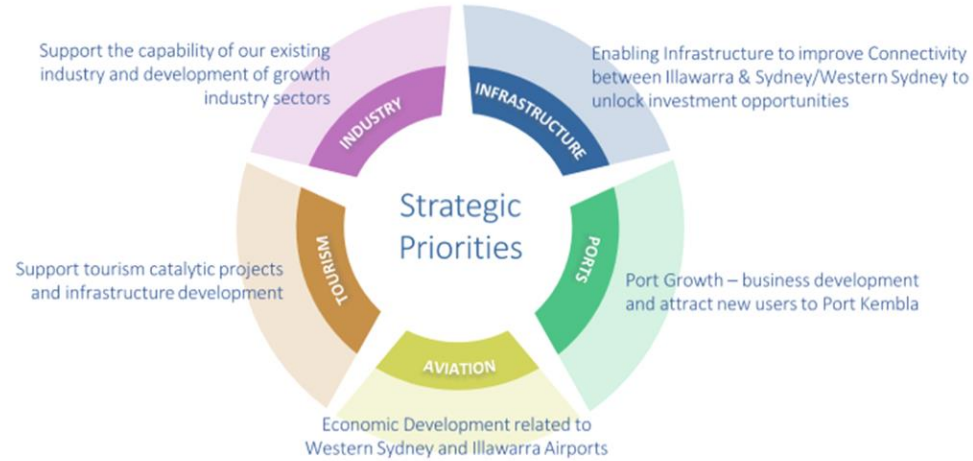 Support the capability of our existing
industry and development of growth
industry sectors
INDUSTRY
INFRASTRUCTURE
Enabling Infrastructure to improve Connectivity
between Illawarra & Sydney/Western Sydney to
unlock investment opportunities
Strategic
Priorities
TOURISM
Support tourism catalytic projects
and infrastructure development
PORTS
Port Growth – business development
and attract new users to Port Kembla
AVIATION
Economic Development related to
Western Sydney and Illawarra Airports